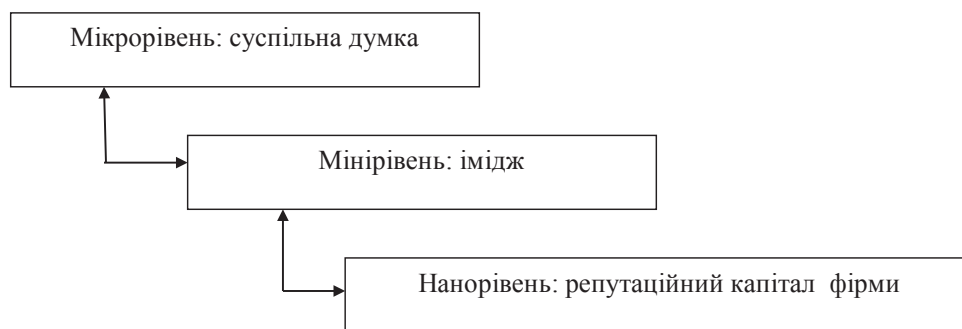 Мікрорівень: суспільна думка
Мінірівень: імідж
Нанорівень: репутаційний капітал фірми